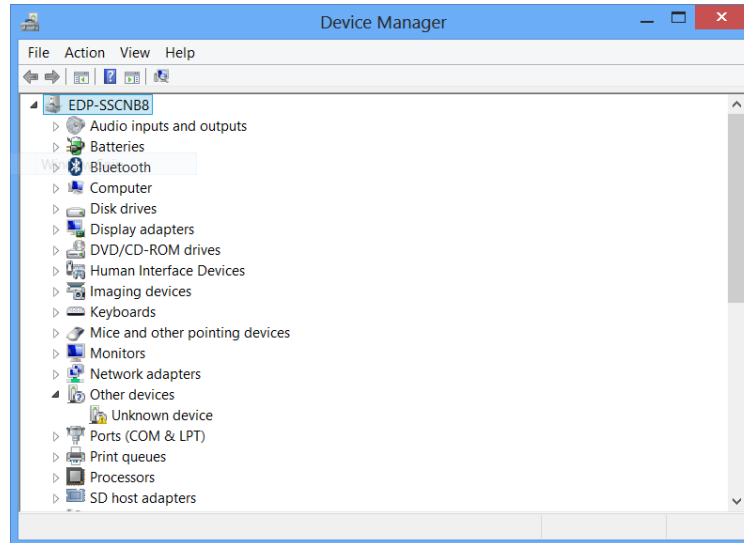 Device Manager
File Action View Help
EDP-SSCNB8
Audio inputs and outputs
Batteries
Bluetooth
Computer
Disk drives
Display adapters
DVD/CD-ROM drives
Human Interface Devices
Imaging devices
Keyboards
Mice and other pointing devices
Monitors
Network adapters
Other devices
Unknown device
Ports (COM & LPT)
Print queues
Processors
SD host adapters